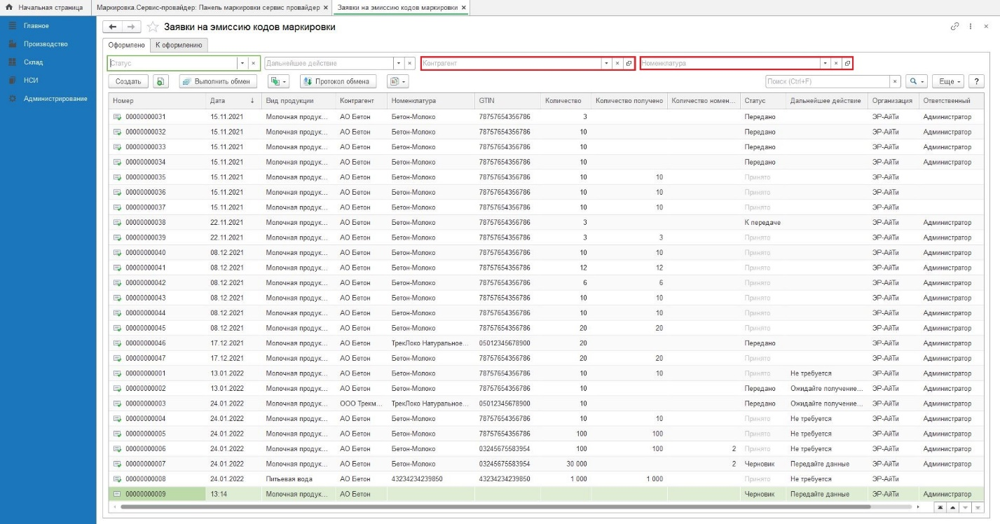 Начальная страница Маркировка.Сервис-провайдер: Панель маркировки сервис провайдер × Заявки на эмиссию кодов маркировки ×
Главное
Производство
Склад
НСИ
Администрирование
Заявки на эмиссию кодов маркировки
Оформлено К оформлению
Статус Дальнейшее действие Контрагент Номенклатура
Создать Выполнить обмен Протокол обмена Поиск (Ctrl+F) Еще ?
Номер Дата ↓ Вид продукции Контрагент Номенклатура GTIN Количество Количество получено Количество номен... Статус Дальнейшее действие Организация Ответственный
00000000031 15.11.2021 Молочная продук... АО Бетон Бетон-Молоко 78757654356786 3 Передано ЭР-АйТи Администратор
00000000032 15.11.2021 Молочная продук... АО Бетон Бетон-Молоко 78757654356786 10 Передано ЭР-АйТи Администратор
00000000033 15.11.2021 Молочная продук... АО Бетон Бетон-Молоко 78757654356786 10 Передано ЭР-АйТи Администратор
00000000034 15.11.2021 Молочная продук... АО Бетон Бетон-Молоко 78757654356786 10 Передано ЭР-АйТи Администратор
00000000035 15.11.2021 Молочная продук... АО Бетон Бетон-Молоко 78757654356786 10 10 Принято ЭР-АйТи
00000000036 15.11.2021 Молочная продук... АО Бетон Бетон-Молоко 78757654356786 10 10 Принято ЭР-АйТи
00000000037 15.11.2021 Молочная продук... АО Бетон Бетон-Молоко 78757654356786 10 10 Принято ЭР-АйТи
00000000038 22.11.2021 Молочная продук... АО Бетон Бетон-Молоко 78757654356786 3 К передаче ЭР-АйТи Администратор
00000000039 22.11.2021 Молочная продук... АО Бетон Бетон-Молоко 78757654356786 3 3 Принято ЭР-АйТи Администратор
00000000040 08.12.2021 Молочная продук... АО Бетон Бетон-Молоко 78757654356786 10 10 Принято ЭР-АйТи Администратор
00000000041 08.12.2021 Молочная продук... АО Бетон Бетон-Молоко 78757654356786 12 12 Принято ЭР-АйТи Администратор
00000000042 08.12.2021 Молочная продук... АО Бетон Бетон-Молоко 78757654356786 6 6 Принято ЭР-АйТи Администратор
00000000043 08.12.2021 Молочная продук... АО Бетон Бетон-Молоко 78757654356786 10 10 Принято ЭР-АйТи Администратор
00000000044 08.12.2021 Молочная продук... АО Бетон Бетон-Молоко 78757654356786 10 10 Принято ЭР-АйТи Администратор
00000000045 08.12.2021 Молочная продук... АО Бетон Бетон-Молоко 78757654356786 20 20 Принято ЭР-АйТи Администратор
00000000046 17.12.2021 Молочная продук... АО Бетон ТрекЛоко Натуральное... 05012345678900 20 Передано ЭР-АйТи Администратор
00000000047 17.12.2021 Молочная продук... АО Бетон Бетон-Молоко 78757654356786 20 20 Принято ЭР-АйТи Администратор
00000000001 13.01.2022 Молочная продук... АО Бетон Бетон-Молоко 78757654356786 10 10 Принято Не требуется ЭР-АйТи Администратор
00000000002 13.01.2022 Молочная продук... АО Бетон Бетон-Молоко 78757654356786 10 Передано Ожидайте получение... ЭР-АйТи Администратор
00000000003 24.01.2022 Молочная продук... ООО Трекм... ТрекЛоко Натуральное... 05012345678900 10 Передано Ожидайте получение... ЭР-АйТи Администратор
00000000004 24.01.2022 Молочная продук... АО Бетон Бетон-Молоко 78757654356786 10 10 Принято Не требуется ЭР-АйТи Администратор
00000000005 24.01.2022 Молочная продук... АО Бетон Бетон-Молоко 78757654356786 100 100 Принято Не требуется ЭР-АйТи Администратор
00000000006 24.01.2022 Молочная продук... АО Бетон Бетон-Молоко 03245675583954 100 100 2 Принято Не требуется ЭР-АйТи Администратор
00000000007 24.01.2022 Молочная продук... АО Бетон Бетон-Молоко 03245675583954 30 000 2 Черновик Передайте данные ЭР-АйТи Администратор
00000000008 24.01.2022 Питьевая вода АО Бетон 43234234239850 43234234239850 1 000 1 000 Принято Не требуется ЭР-АйТи
00000000009 13:14 Молочная продук... АО Бетон Черновик Передайте данные ЭР-АйТи Администратор